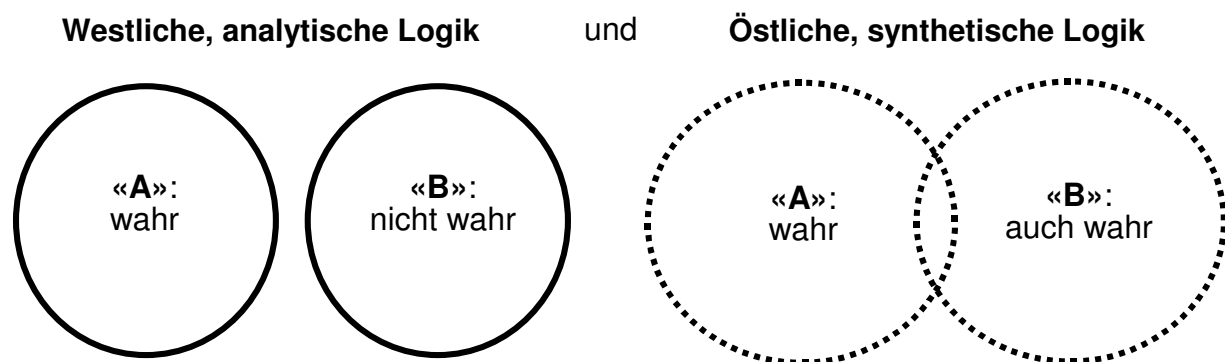 Westliche, analytische Logik und Östliche, synthetische Logik
«A»:
wahr
«B»:
nicht wahr
«A»:
wahr
«B»:
auch wahr